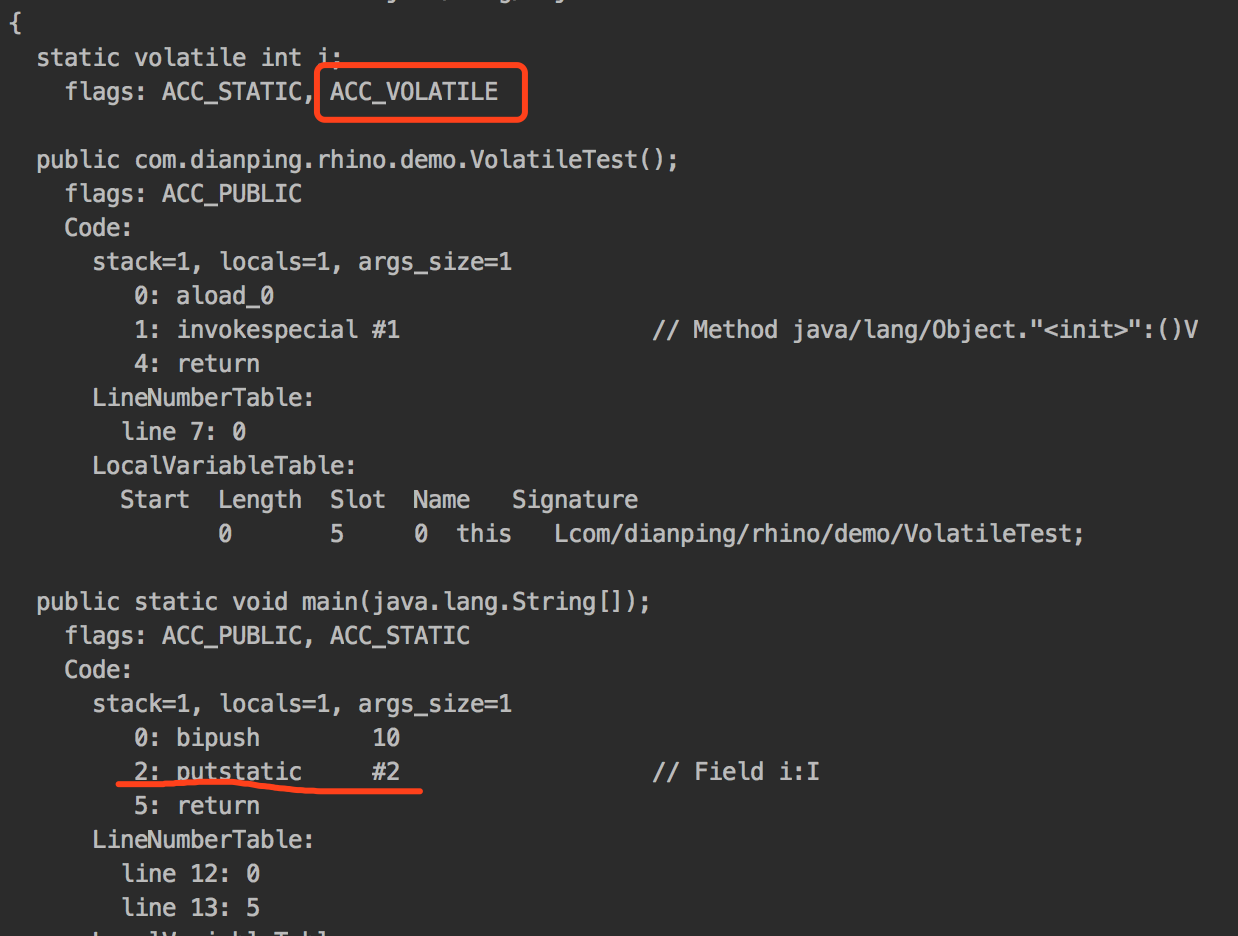 {
static volatile int i;
flags: ACC_STATIC, ACC_VOLATILE
public com.dianping.rhino.demo.VolatileTest();
flags: ACC_PUBLIC
Code:
stack=1, locals=1, args_size=1
0: aload_0
1: invokespecial #1 // Method java/lang/Object."<init>":()V
4: return
LineNumberTable:
line 7: 0
LocalVariableTable:
Start Length Slot Name Signature
0 5 0 this Lcom/dianping/rhino/demo/VolatileTest;
public static void main(java.lang.String[]);
flags: ACC_PUBLIC, ACC_STATIC
Code:
stack=1, locals=1, args_size=1
0: bipush 10
2: putstatic #2 // Field i:I
5: return
LineNumberTable:
line 12: 0
line 13: 5